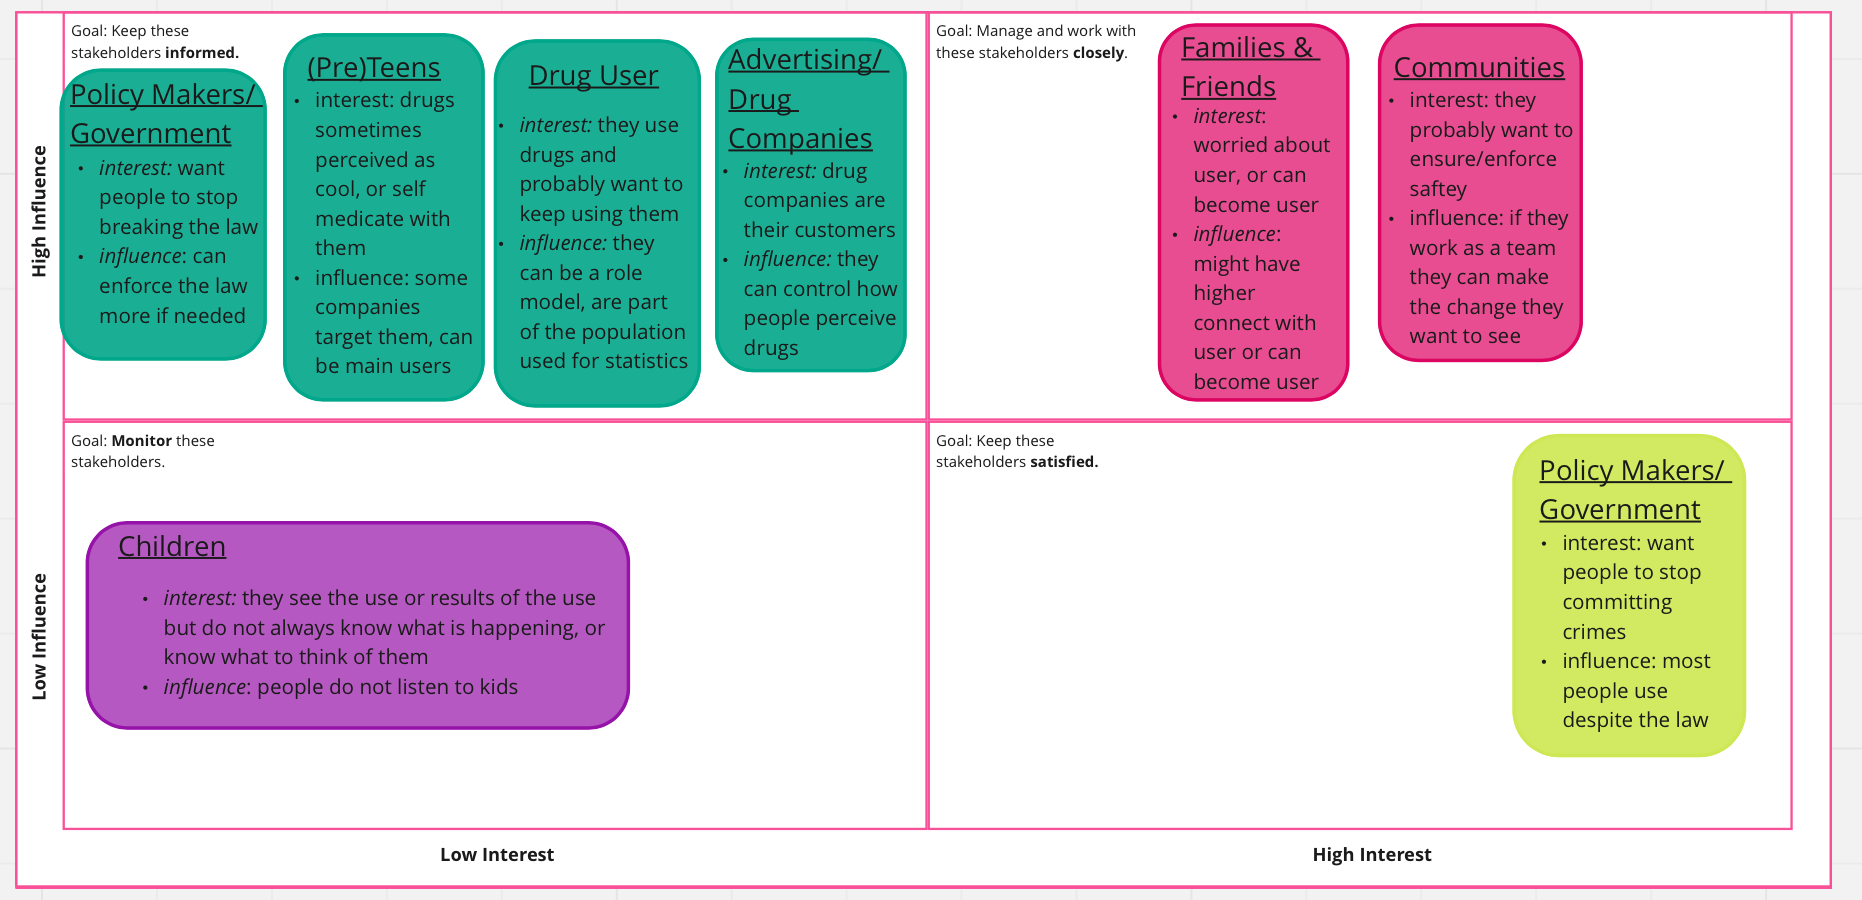 Goal: Keep these
stakeholders informed.
Policy Makers/
Government
• interest: want
people to stop
breaking the law
• influence: can
enforce the law
more if needed
(Pre)Teens
• interest: drugs
sometimes
perceived as
cool, or self
medicate with
them
• influence: some
companies
target them, can
be main users
Drug User
• interest: they use
drugs and
probably want to
keep using them
• influence: they
can be a role
model, are part
of the population
used for statistics
Advertising/
Drug
Companies
• interest: drug
companies are
their customers
• influence: they
can control how
people perceive
drugs
Goal: Manage and work with
these stakeholders closely.
Families &
Friends
• interest:
worried about
user, or can
become user
• influence:
might have
higher
connect with
user or can
become user
Communities
• interest: they
probably want to
ensure/enforce
saftey
• influence: if they
work as a team
they can make
the change they
want to see
High Influence
Goal: Monitor these
stakeholders.
Children
• interest: they see the use or results of the use
but do not always know what is happening, or
know what to think of them
• influence: people do not listen to kids
Goal: Keep these
stakeholders satisfied.
Policy Makers/
Government
• interest: want
people to stop
committing
crimes
• influence: most
people use
despite the law
Low Influence
Low Interest
High Interest